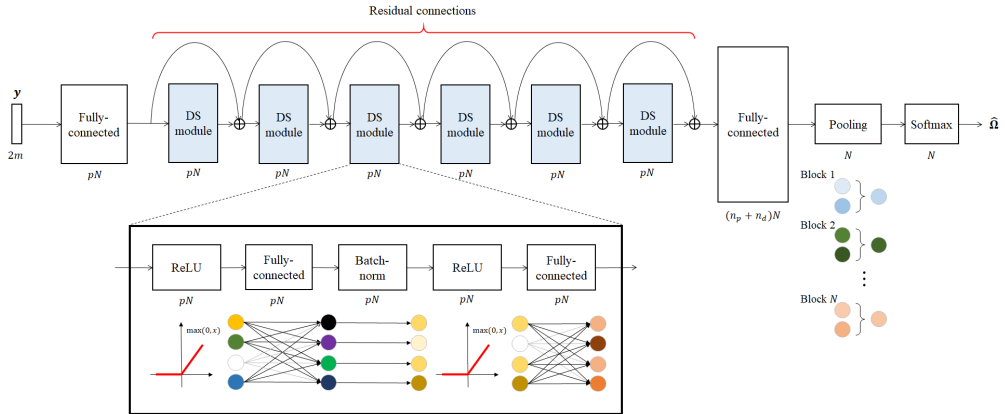 Residual connections
y
2m
Fully-
connected
pN
DS
module
pN
DS
module
pN
DS
module
pN
DS
module
pN
DS
module
pN
DS
module
pN
Fully-
connected
(n_p + n_d)N
Pooling
N
Softmax
N
Ω̂
Block 1
Block 2
Block N
ReLU
pN
Fully-
connected
pN
Batch-
norm
pN
ReLU
pN
Fully-
connected
pN
max(0, x)
max(0, x)